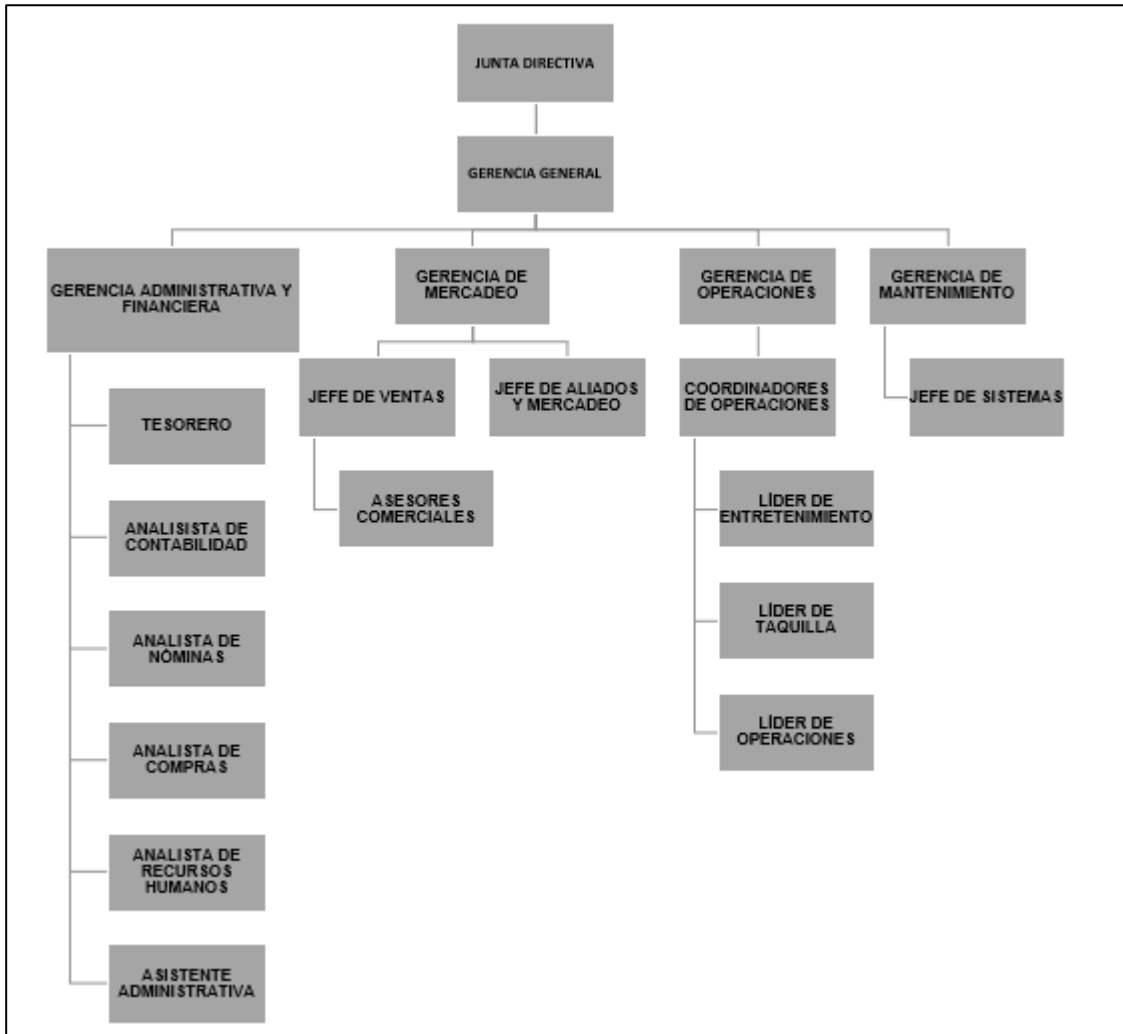 JUNTA DIRECTIVA
GERENCIA GENERAL
GERENCIA ADMINISTRATIVA Y
FINANCIERA
GERENCIA DE
MERCADEO
GERENCIA DE
OPERACIONES
GERENCIA DE
MANTENIMIENTO
JEFE DE VENTAS
JEFE DE ALIADOS
Y MERCADEO
COORDINADORES
DE OPERACIONES
JEFE DE SISTEMAS
TESORERO
ASESORES
COMERCIALES
LÍDER DE
ENTRETENIMIENTO
ANALISISTA DE
CONTABILIDAD
LÍDER DE
TAQUILLA
ANALISTA DE
NÓMINAS
LÍDER DE
OPERACIONES
ANALISTA DE
COMPRAS
ANALISTA DE
RECURSOS
HUMANOS
ASISTENTE
ADMINISTRATIVA